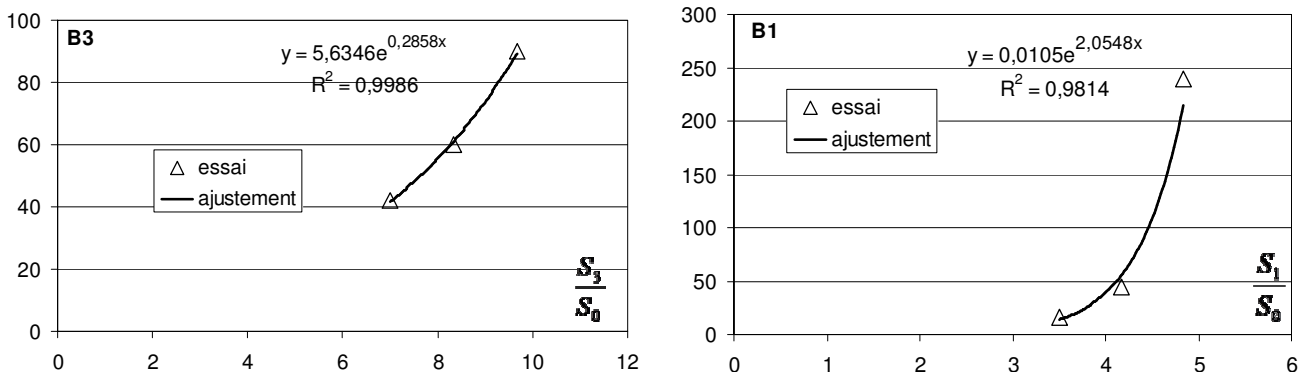 100
80
60
40
20
0
0 2 4 6 8 10 12
B3
y = 5,6346e^0,2858x
R² = 0,9986
essai
ajustement
S₃
S₀
300
250
200
150
100
50
0
0 1 2 3 4 5 6
B1
y = 0,0105e^2,0548x
R² = 0,9814
essai
ajustement
S₁
S₀